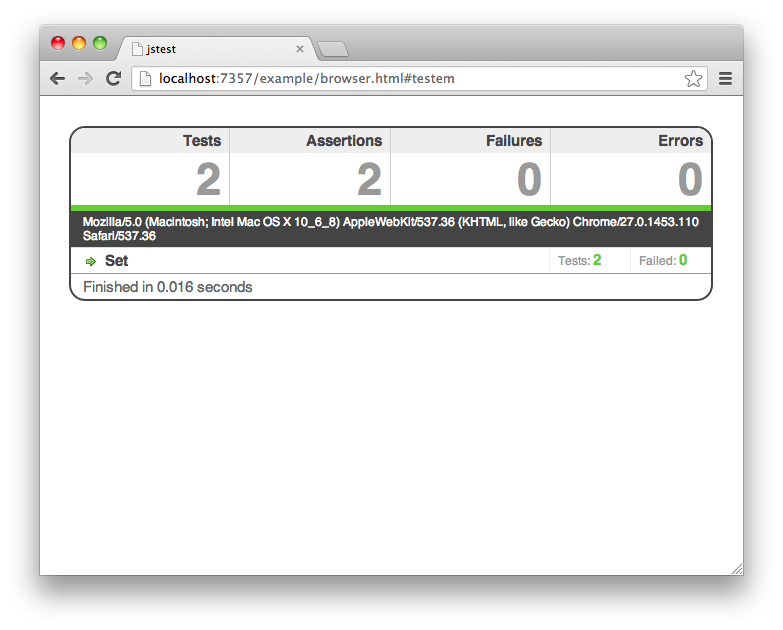 jstest
localhost:7357/example/browser.html#testem
Tests Assertions Failures Errors
2 2 0 0
Mozilla/5.0 (Macintosh; Intel Mac OS X 10_6_8) AppleWebKit/537.36 (KHTML, like Gecko) Chrome/27.0.1453.110
Safari/537.36
Set Tests: 2 Failed: 0
Finished in 0.016 seconds